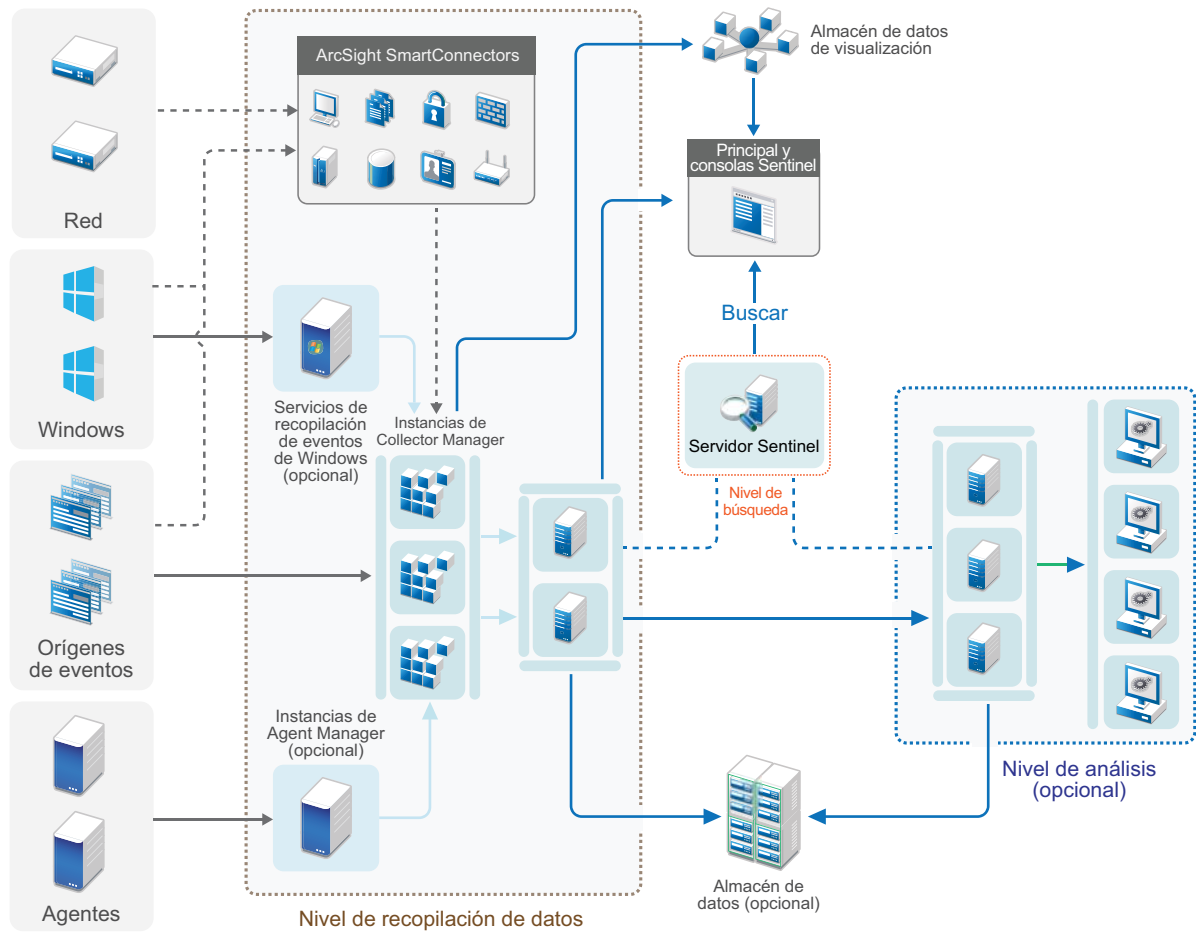 ArcSight SmartConnectors
Almacén de datos
de visualización
Principal y
consolas Sentinel
Red
Buscar
Windows
Servicios de
recopilación
de eventos
de Windows
(opcional)
Instancias de
Collector Manager
Servidor Sentinel
Nivel de
búsqueda
Orígenes
de eventos
Instancias de
Agent Manager
(opcional)
Nivel de análisis
(opcional)
Agentes
Almacén de
datos (opcional)
Nivel de recopilación de datos